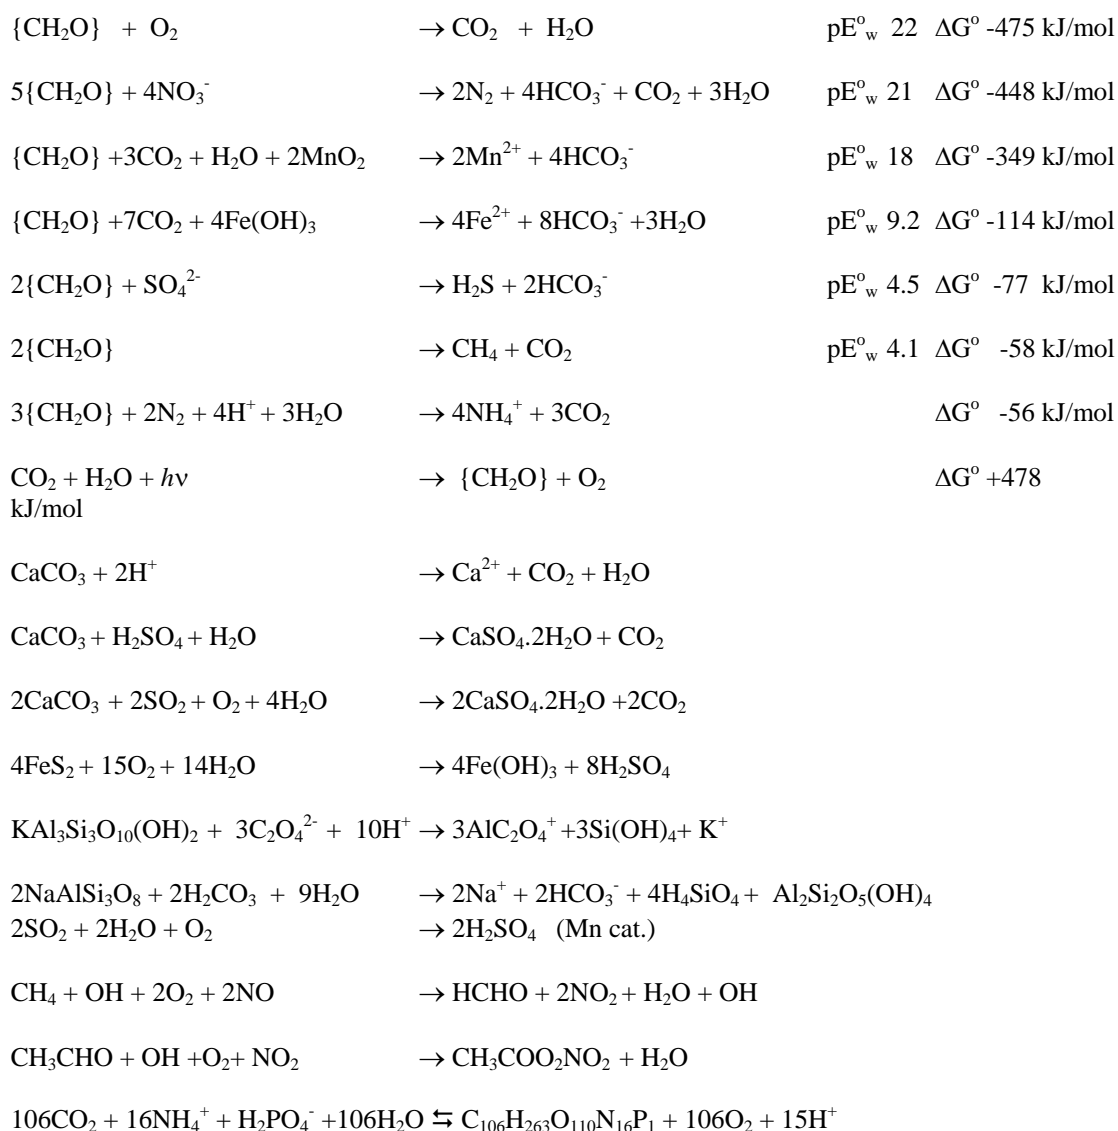 {CH₂O} + O₂ → CO₂ + H₂O pE°w 22 ΔG° -475 kJ/mol
5{CH₂O} + 4NO₃⁻ → 2N₂ + 4HCO₃⁻ + CO₂ + 3H₂O pE°w 21 ΔG° -448 kJ/mol
{CH₂O} +3CO₂ + H₂O + 2MnO₂ → 2Mn²⁺ + 4HCO₃⁻ pE°w 18 ΔG° -349 kJ/mol
{CH₂O} +7CO₂ + 4Fe(OH)₃ → 4Fe²⁺ + 8HCO₃⁻ +3H₂O pE°w 9.2 ΔG° -114 kJ/mol
2{CH₂O} + SO₄²⁻ → H₂S + 2HCO₃⁻ pE°w 4.5 ΔG° -77 kJ/mol
2{CH₂O} → CH₄ + CO₂ pE°w 4.1 ΔG° -58 kJ/mol
3{CH₂O} + 2N₂ + 4H⁺ + 3H₂O → 4NH₄⁺ + 3CO₂ ΔG° -56 kJ/mol
CO₂ + H₂O + hν → {CH₂O} + O₂ ΔG° +478
kJ/mol
CaCO₃ + 2H⁺ → Ca²⁺ + CO₂ + H₂O
CaCO₃ + H₂SO₄ + H₂O → CaSO₄.2H₂O + CO₂
2CaCO₃ + 2SO₂ + O₂ + 4H₂O → 2CaSO₄.2H₂O +2CO₂
4FeS₂ + 15O₂ + 14H₂O → 4Fe(OH)₃ + 8H₂SO₄
KAl₃Si₃O₁₀(OH)₂ + 3C₂O₄²⁻ + 10H⁺ → 3AlC₂O₄⁺ +3Si(OH)₄+ K⁺
2NaAlSi₃O₈ + 2H₂CO₃ + 9H₂O → 2Na⁺ + 2HCO₃⁻ + 4H₄SiO₄ + Al₂Si₂O₅(OH)₄
2SO₂ + 2H₂O + O₂ → 2H₂SO₄ (Mn cat.)
CH₄ + OH + 2O₂ + 2NO → HCHO + 2NO₂ + H₂O + OH
CH₃CHO + OH +O₂+ NO₂ → CH₃COO₂NO₂ + H₂O
106CO₂ + 16NH₄⁺ + H₂PO₄⁻ +106H₂O ⇆ C₁₀₆H₂₆₃O₁₁₀N₁₆P₁ + 106O₂ + 15H⁺